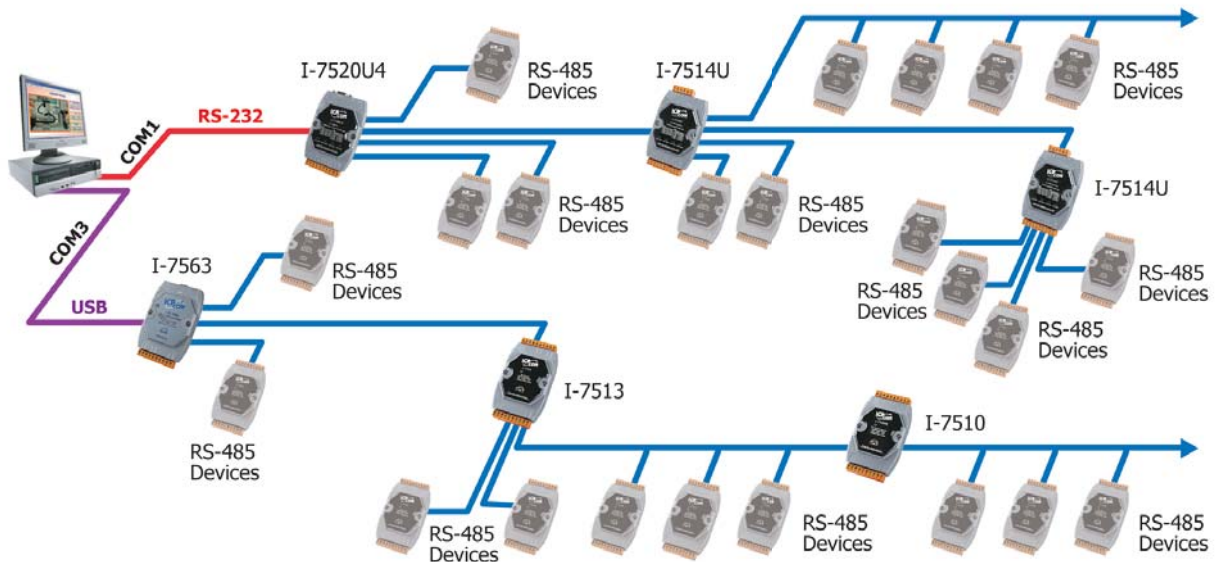 I-7520U4
RS-485
Devices
I-7514U
RS-485
Devices
COM1
RS-232
RS-485
Devices
RS-485
Devices
I-7514U
COM3
I-7563
RS-485
Devices
RS-485
Devices
RS-485
Devices
RS-485
Devices
USB
I-7513
I-7510
RS-485
Devices
RS-485
Devices
RS-485
Devices
RS-485
Devices